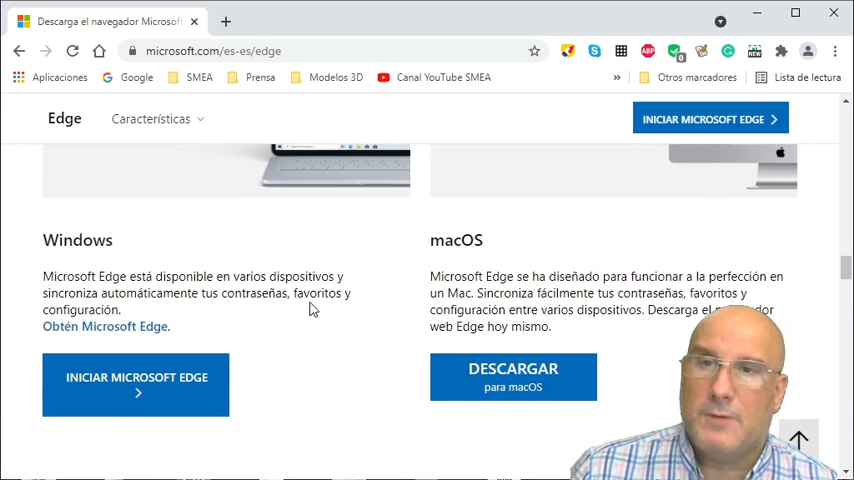 Descarga el navegador Microsoft
microsoft.com/es-es/edge
ABP
0
NEW
Aplicaciones
Google
SMEA
Prensa
Modelos 3D
Canal YouTube SMEA
»
Otros marcadores
Lista de lectura
Edge
Características
INICIAR MICROSOFT EDGE
Windows
Microsoft Edge está disponible en varios dispositivos y
sincroniza automáticamente tus contraseñas, favoritos y
configuración.
Obtén Microsoft Edge.
INICIAR MICROSOFT EDGE
macOS
Microsoft Edge se ha diseñado para funcionar a la perfección en
un Mac. Sincroniza fácilmente tus contraseñas, favoritos y
configuración entre varios dispositivos. Descarga el
web Edge hoy mismo.
DESCARGAR
para macOS